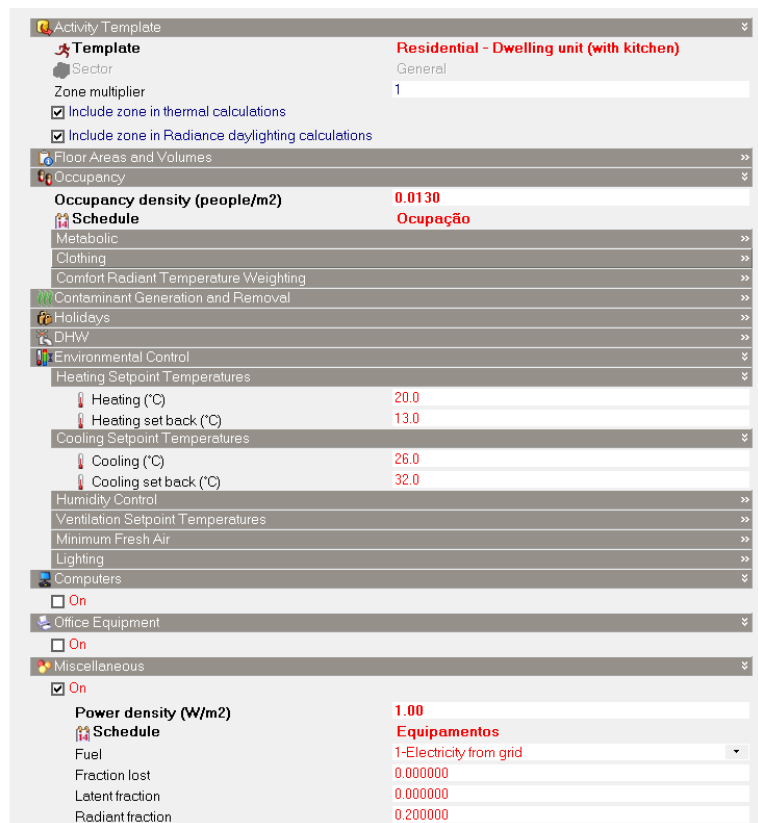 Activity Template
Template Residential - Dwelling unit (with kitchen)
Sector General
Zone multiplier 1
Include zone in thermal calculations
Include zone in Radiance daylighting calculations
Floor Areas and Volumes
Occupancy
Occupancy density (people/m2) 0.0130
Schedule Ocupação
Metabolic
Clothing
Comfort Radiant Temperature Weighting
Contaminant Generation and Removal
Holidays
DHW
Environmental Control
Heating Setpoint Temperatures
Heating (°C) 20.0
Heating set back (°C) 13.0
Cooling Setpoint Temperatures
Cooling (°C) 26.0
Cooling set back (°C) 32.0
Humidity Control
Ventilation Setpoint Temperatures
Minimum Fresh Air
Lighting
Computers
On
Office Equipment
On
Miscellaneous
On
Power density (W/m2) 1.00
Schedule Equipamentos
Fuel 1-Electricity from grid
Fraction lost 0.000000
Latent fraction 0.000000
Radiant fraction 0.200000